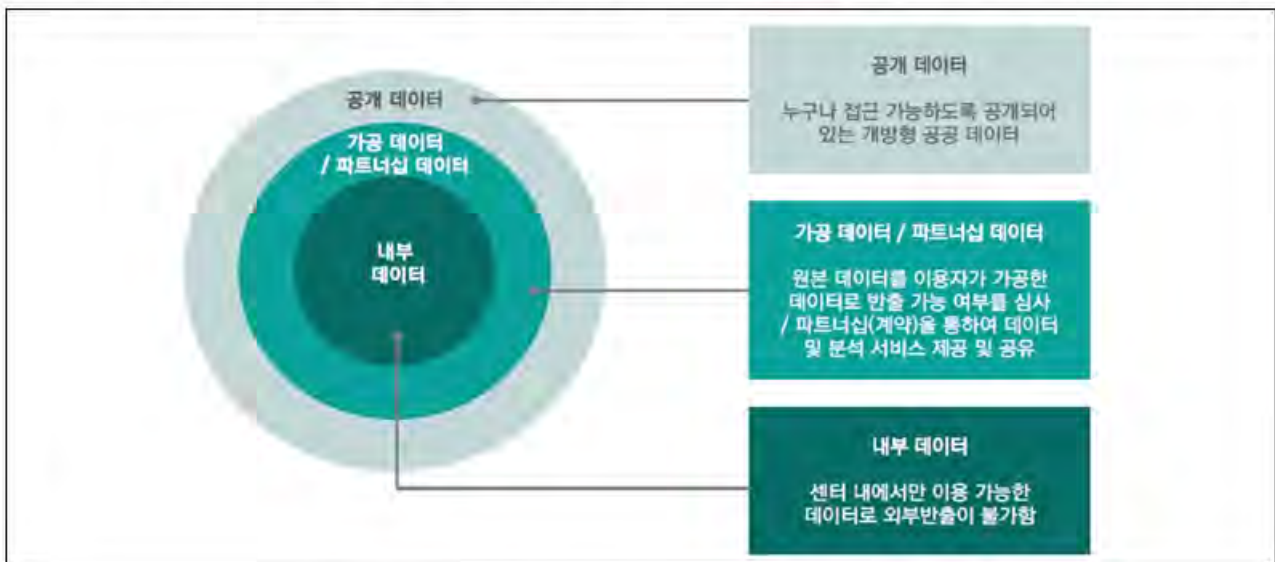 공개 데이터
가공 데이터
/ 파트너십 데이터
내부
데이터
공개 데이터
누구나 접근 가능하도록 공개되어
있는 개방형 공공 데이터
가공 데이터 / 파트너십 데이터
원본 데이터를 이용자가 가공한
데이터로 반출 가능 여부를 심사
/ 파트너십(계약)을 통하여 데이터
및 분석 서비스 제공 및 공유
내부 데이터
센터 내에서만 이용 가능한
데이터로 외부반출이 불가함